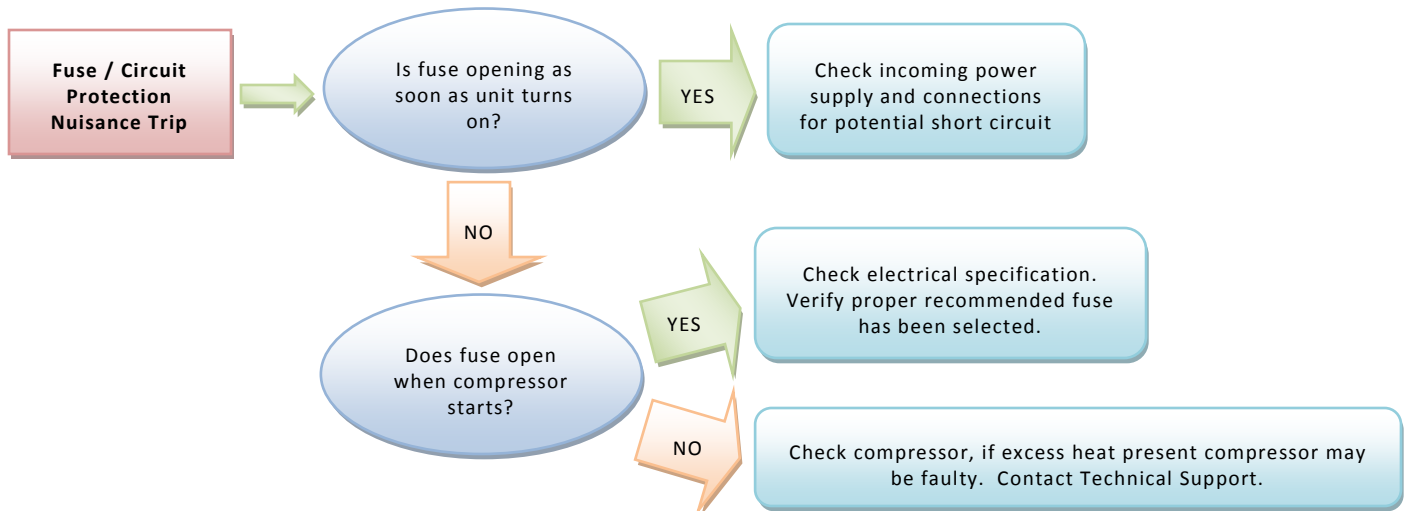 Fuse / Circuit
Protection
Nuisance Trip
Is fuse opening as
soon as unit turns
on?
YES
Check incoming power
supply and connections
for potential short circuit
NO
Does fuse open
when compressor
starts?
YES
Check electrical specification.
Verify proper recommended fuse
has been selected.
NO
Check compressor, if excess heat present compressor may
be faulty.  Contact Technical Support.